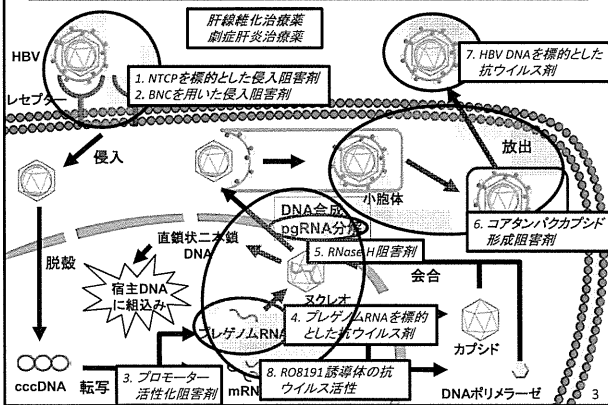 肝線維化治療薬
劇症肝炎治療薬
HBV
レセプター
1. NTCPを標的とした侵入阻害剤
2. BNCを用いた侵入阻害剤
7. HBV DNAを標的とした
抗ウイルス剤
侵入
放出
小胞体
DNA合成
pgRNA分解
直鎖状二本鎖
DNA
5. RNase H阻害剤
6. コアタンパクカプシド
形成阻害剤
脱殻
宿主DNA
に組込み
会合
ヌクレオ
プレゲノムRNA
4. プレゲノムRNAを標的
とした抗ウイルス剤
カプシド
cccDNA
転写
3. プロモーター
活性化阻害剤
mRN
8. RO8191誘導体の抗
ウイルス活性
DNAポリメラーゼ
3